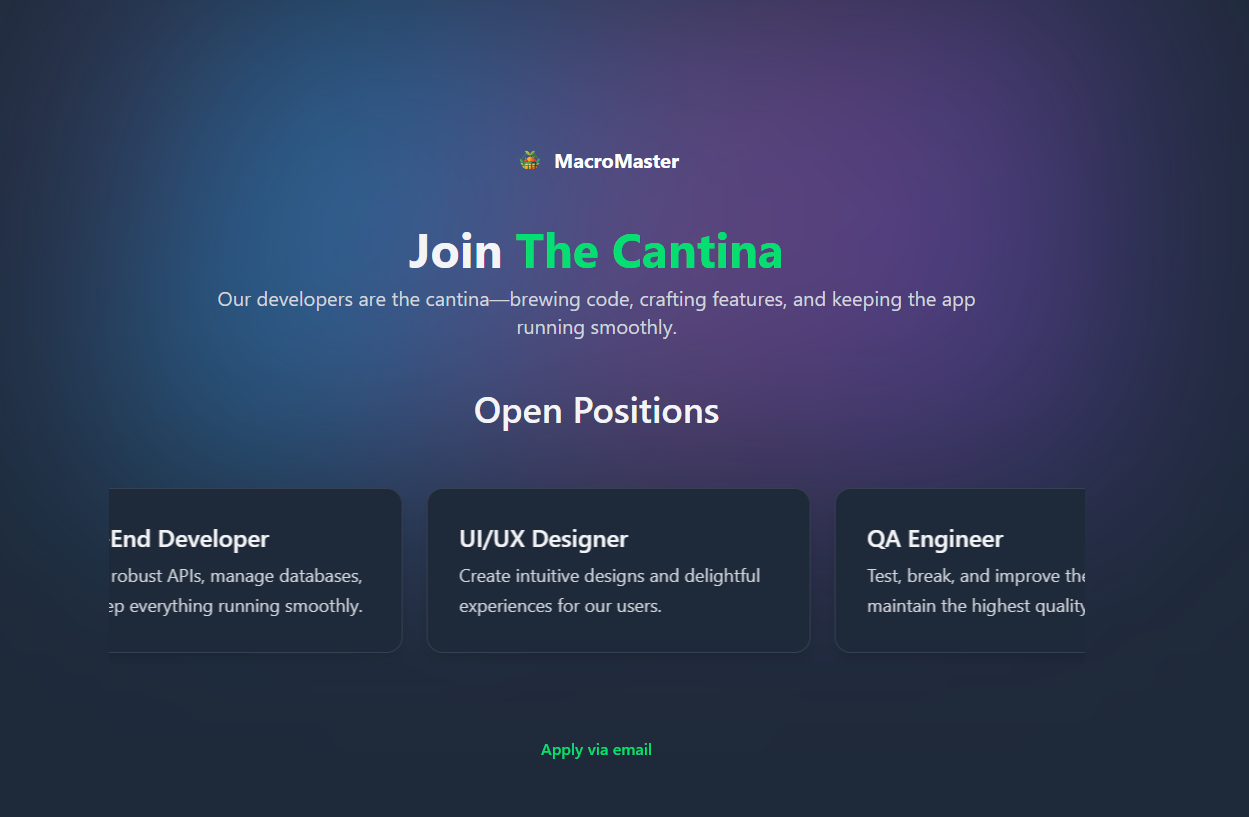 MacroMaster
Join The Cantina
Our developers are the cantina—brewing code, crafting features, and keeping the app
running smoothly.
Open Positions
-End Developer
robust APIs, manage databases,
ep everything running smoothly.
UI/UX Designer
Create intuitive designs and delightful
experiences for our users.
QA Engineer
Test, break, and improve the
maintain the highest quality
Apply via email